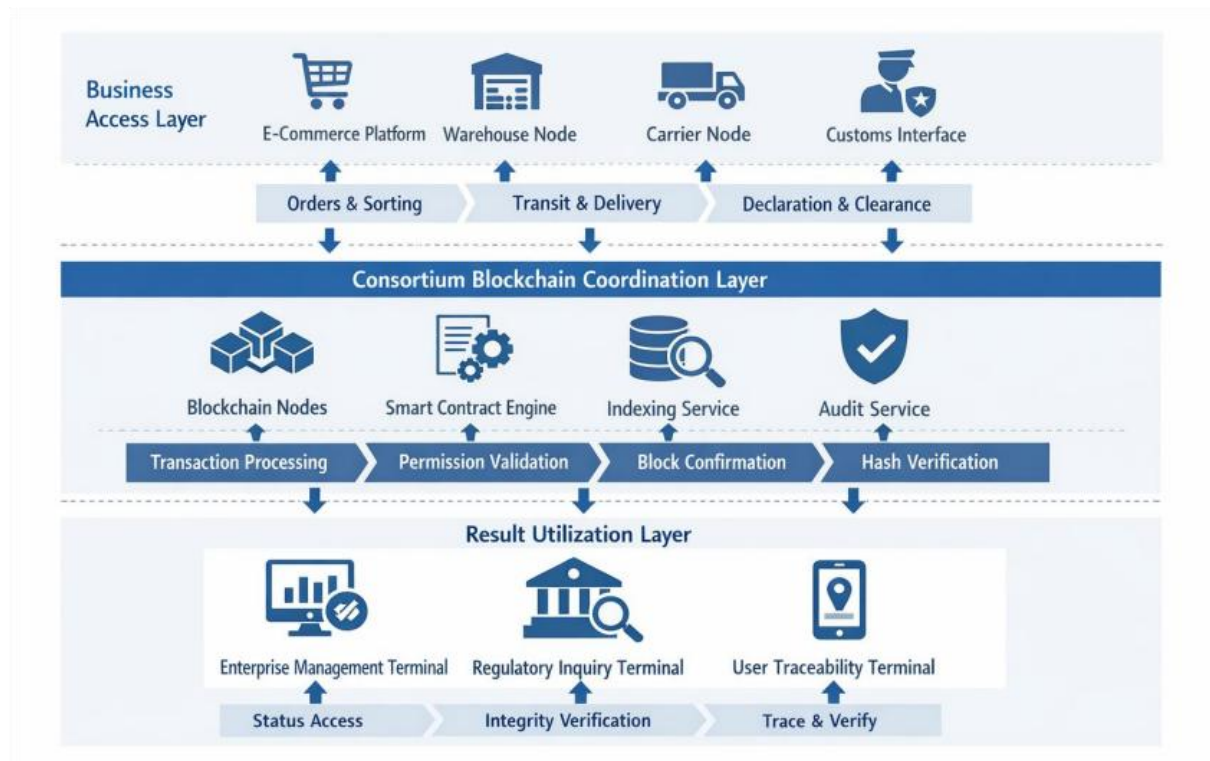 Business
Access Layer
E-Commerce Platform
Warehouse Node
Carrier Node
Customs Interface
Orders & Sorting
Transit & Delivery
Declaration & Clearance
Consortium Blockchain Coordination Layer
Blockchain Nodes
Smart Contract Engine
Indexing Service
Audit Service
Transaction Processing
Permission Validation
Block Confirmation
Hash Verification
Result Utilization Layer
Enterprise Management Terminal
Regulatory Inquiry Terminal
User Traceability Terminal
Status Access
Integrity Verification
Trace & Verify